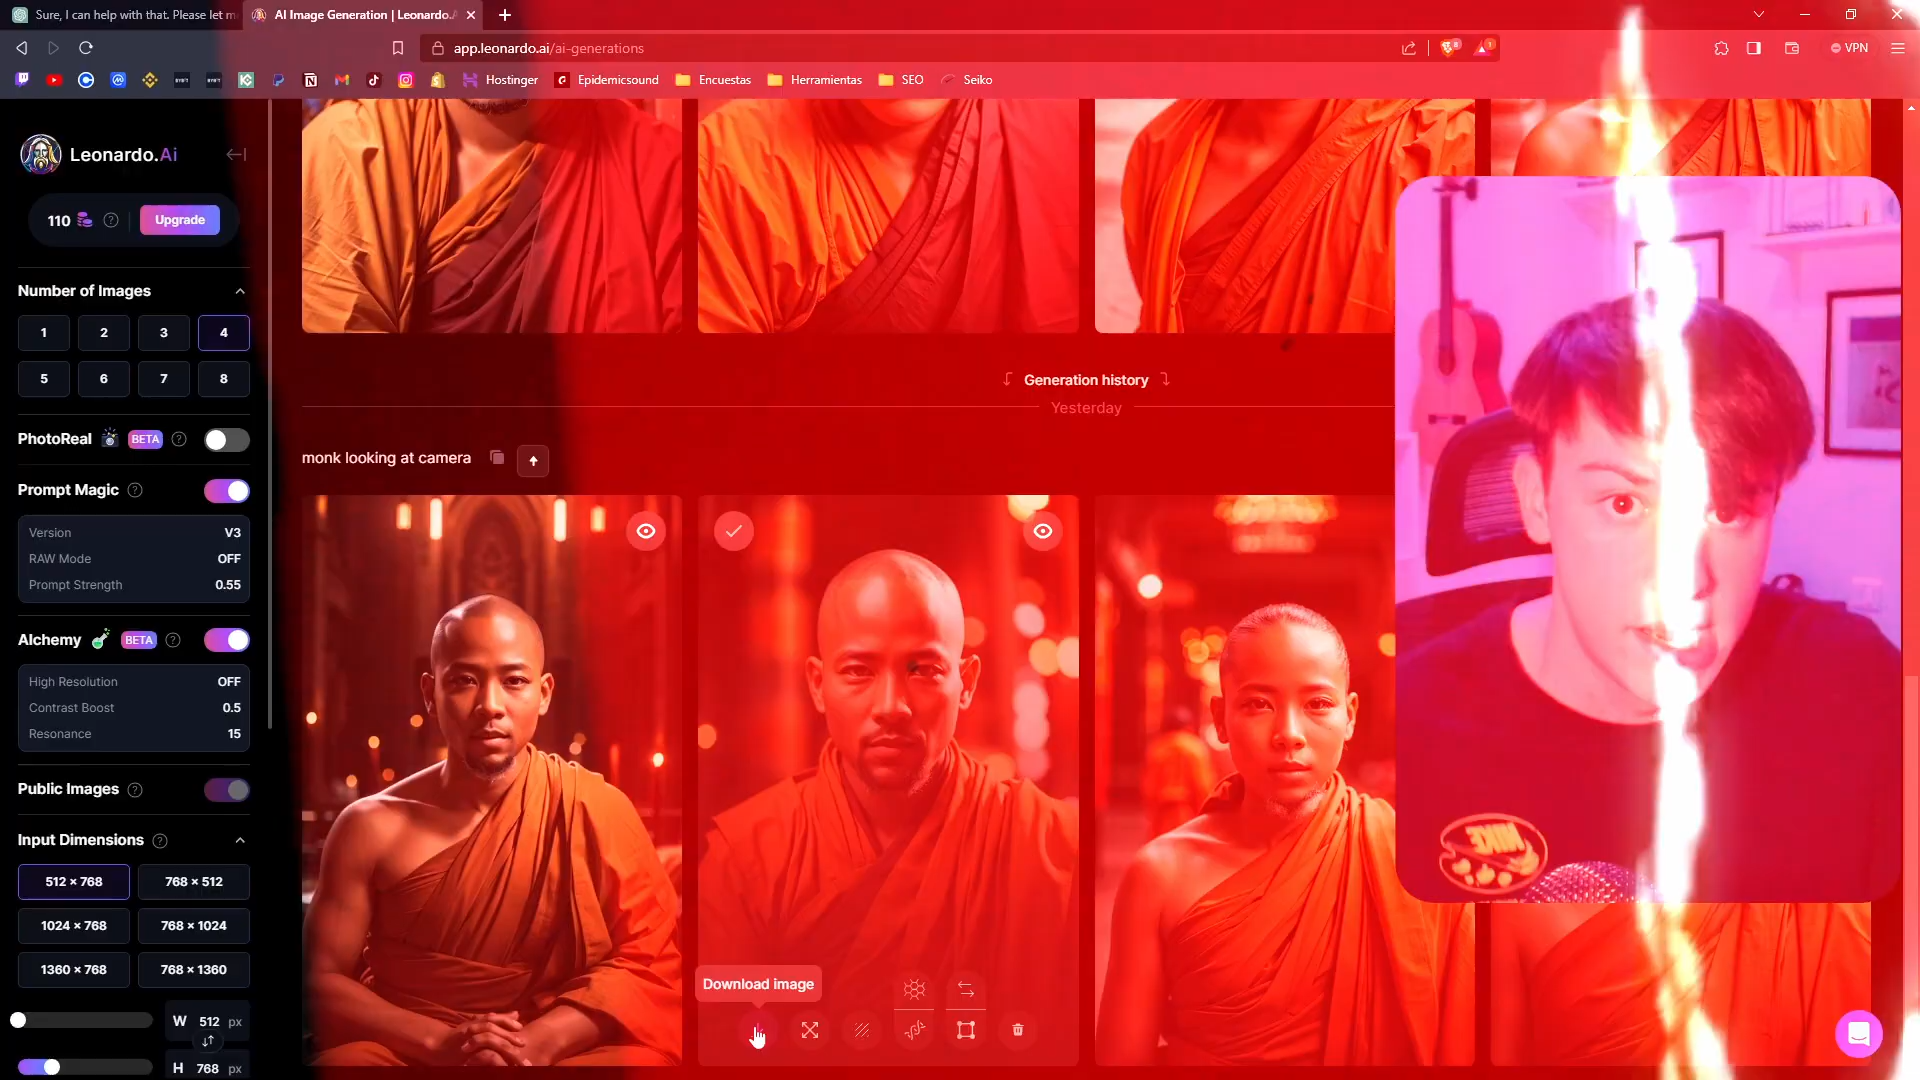 Sure, I can help with that. Please let m
AI Image Generation | Leonardo.
app.leonardo.ai/ai-generations
VPN
Hostinger
Epidemicsound
Encuestas
Herramientas
SEO
Seiko
Leonardo.Ai
110
Upgrade
Number of Images
1 2 3 4
5 6 7 8
PhotoReal BETA
Prompt Magic
Version V3
RAW Mode OFF
Prompt Strength 0.55
Alchemy BETA
High Resolution OFF
Contrast Boost 0.5
Resonance 15
Public Images
Input Dimensions
512 × 768 768 × 512
1024 × 768 768 × 1024
1360 × 768 768 × 1360
W 512 px
H 768 px
Generation history
Yesterday
monk looking at camera
Download image